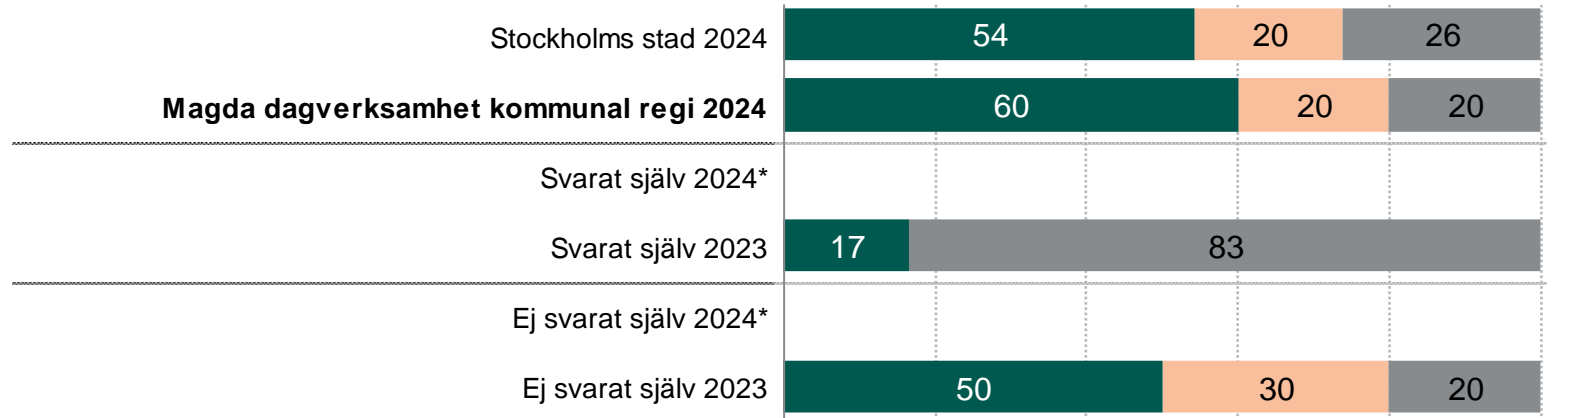 Stockholms stad 2024 54 20 26
Magda dagverksamhet kommunal regi 2024 60 20 20
Svarat själv 2024*
Svarat själv 2023 17 83
Ej svarat själv 2024*
Ej svarat själv 2023 50 30 20